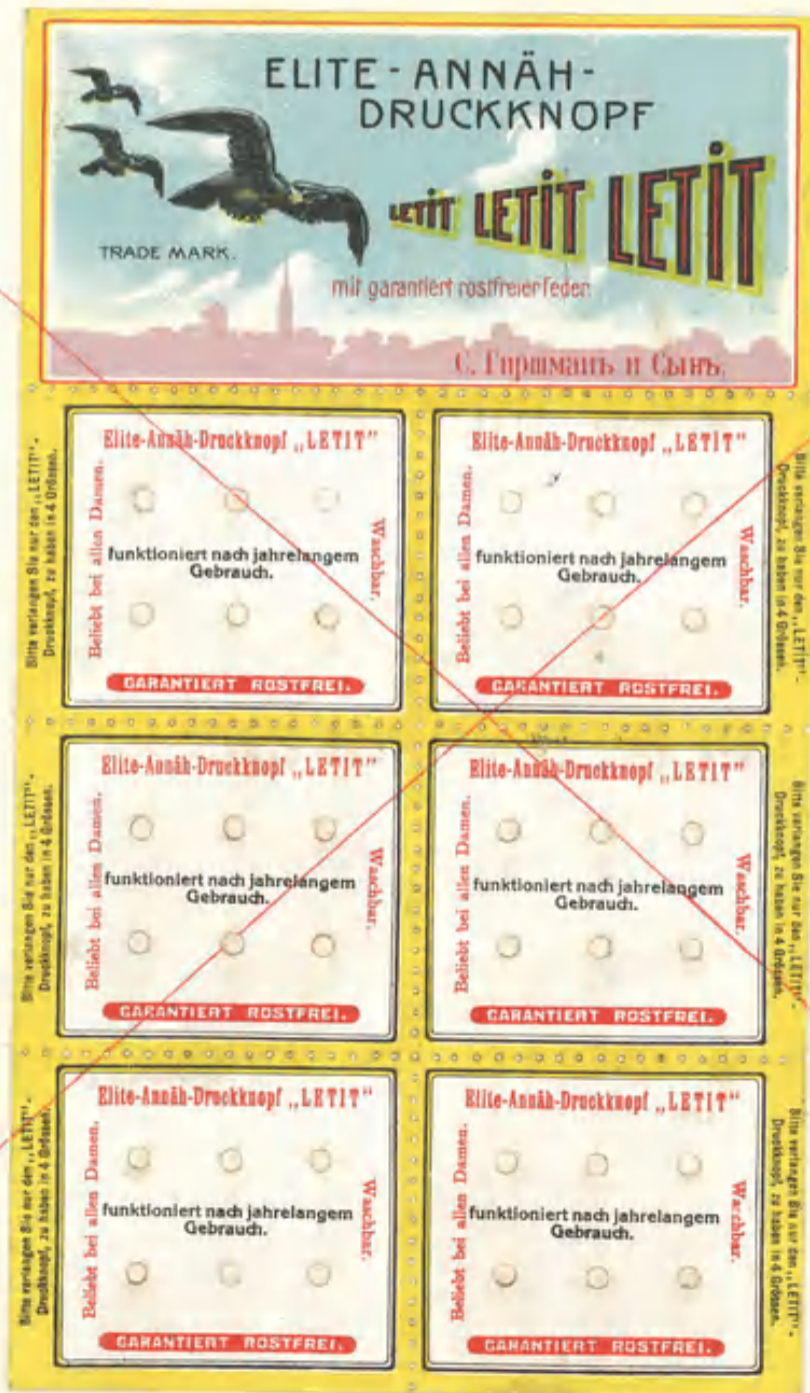 ELITE - ANNÄH-
DRUCKKNOPF
LETIT LETIT LETIT
TRADE MARK.
mit garantiert rostfreier Feder.
С. Гиршманъ и Сынъ.
Bitte verlangen Sie nur den „LETIT"-
Druckknopf, zu haben in 4 Grössen.
Elite-Annäh-Druckknopf „LETIT"
Beliebt bei allen Damen.
funktioniert nach jahrelangem
Gebrauch.
Waschbar.
GARANTIERT ROSTFREI.
Elite-Annäh-Druckknopf „LETIT"
Beliebt bei allen Damen.
funktioniert nach jahrelangem
Gebrauch.
Waschbar.
GARANTIERT ROSTFREI.
Bitte verlangen Sie nur den „LETIT"-
Druckknopf, zu haben in 4 Grössen.
Bitte verlangen Sie nur den „LETIT"-
Druckknopf, zu haben in 4 Grössen.
Elite-Annäh-Druckknopf „LETIT"
Beliebt bei allen Damen.
funktioniert nach jahrelangem
Gebrauch.
Waschbar.
GARANTIERT ROSTFREI.
Elite-Annäh-Druckknopf „LETIT"
Beliebt bei allen Damen.
funktioniert nach jahrelangem
Gebrauch.
Waschbar.
GARANTIERT ROSTFREI.
Bitte verlangen Sie nur den „LETIT"-
Druckknopf, zu haben in 4 Grössen.
Bitte verlangen Sie nur den „LETIT"-
Druckknopf, zu haben in 4 Grössen.
Elite-Annäh-Druckknopf „LETIT"
Beliebt bei allen Damen.
funktioniert nach jahrelangem
Gebrauch.
Waschbar.
GARANTIERT ROSTFREI.
Elite-Annäh-Druckknopf „LETIT"
Beliebt bei allen Damen.
funktioniert nach jahrelangem
Gebrauch.
Waschbar.
GARANTIERT ROSTFREI.
Bitte verlangen Sie nur den „LETIT"-
Druckknopf, zu haben in 4 Grössen.